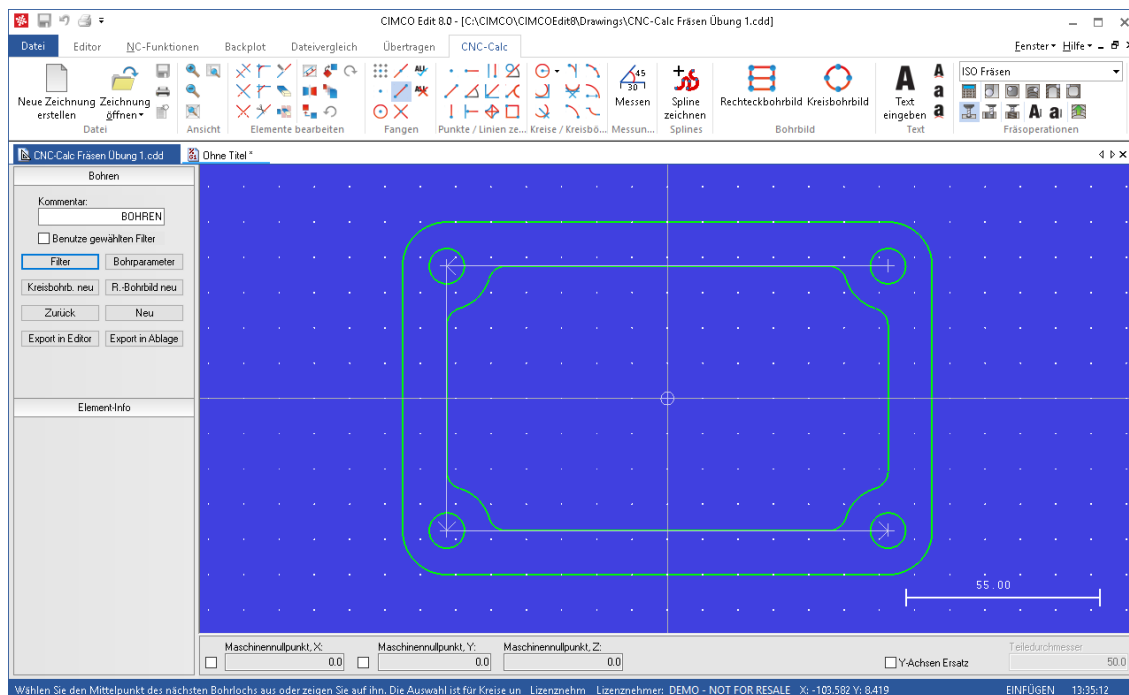 CIMCO Edit 8.0 - [C:\CIMCO\CIMCOEdit8\Drawings\CNC-Calc Fräsen Übung 1.cdd]
Datei Editor NC-Funktionen Backplot Dateivergleich Übertragen CNC-Calc Fenster Hilfe
45
30
ALL
ISO Fräsen
Neue Zeichnung erstellen
Zeichnung öffnen
Messen
Spline zeichnen
Rechteckbohrbild Kreisbohrbild
Text eingeben
A A a a
A a
Datei Ansicht Elemente bearbeiten Fangen Punkte / Linien ze... Kreise / Kreisbö... Messun... Splines Bohrbild Text Fräsoperationen
CNC-Calc Fräsen Übung 1.cdd Ohne Titel *
Bohren
Kommentar:
BOHREN
Benutze gewählten Filter
Filter Bohrparameter
Kreisbohrb. neu R.-Bohrbild neu
Zurück Neu
Export in Editor Export in Ablage
Element-Info
55.00
Maschinennullpunkt, X: Maschinennullpunkt, Y: Maschinennullpunkt, Z: Teiledurchmesser
0.0 0.0 0.0 Y-Achsen Ersatz 50.0
Wählen Sie den Mittelpunkt des nächsten Bohrlochs aus oder zeigen Sie auf ihn. Die Auswahl ist für Kreise un Lizenznehm Lizenznehmer: DEMO - NOT FOR RESALE X: -103.582 Y: 8.419 EINFÜGEN 13:35:12